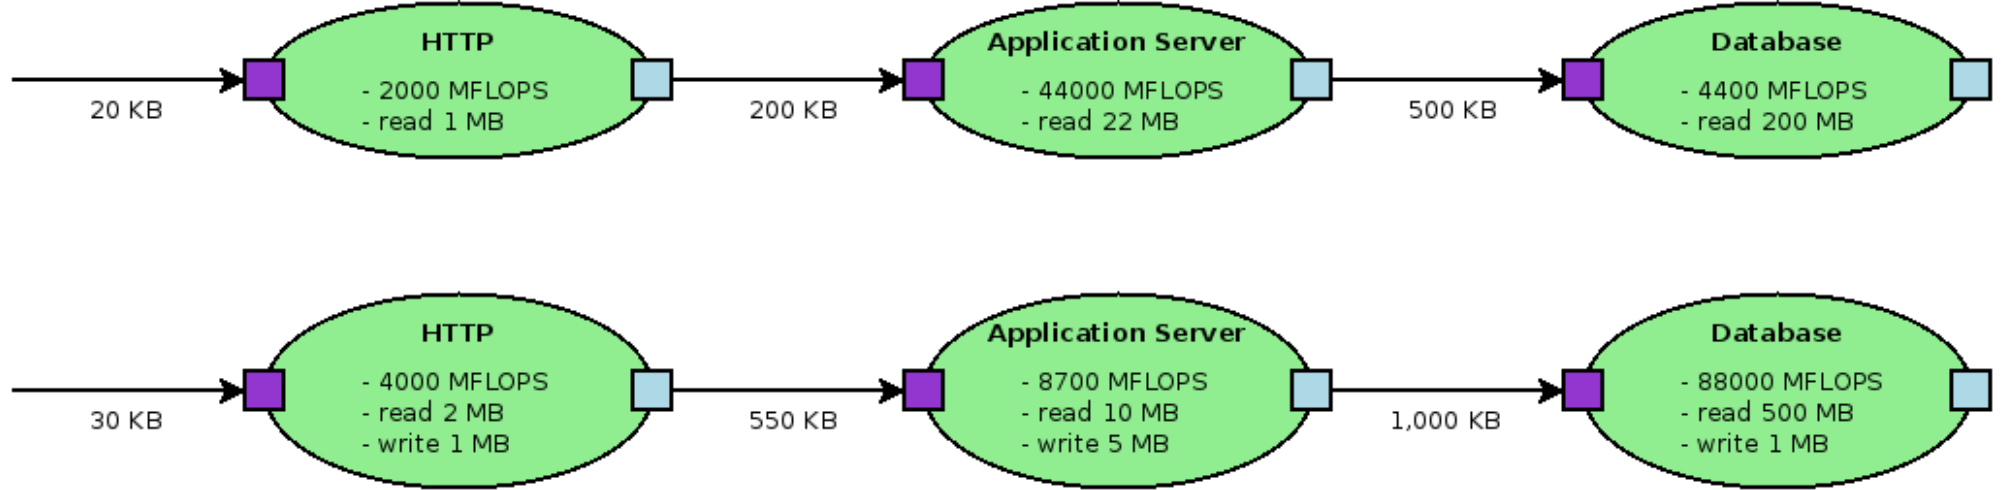 HTTP
- 2000 MFLOPS
- read 1 MB
20 KB
200 KB
Application Server
- 44000 MFLOPS
- read 22 MB
500 KB
Database
- 4400 MFLOPS
- read 200 MB
HTTP
- 4000 MFLOPS
- read 2 MB
- write 1 MB
30 KB
550 KB
Application Server
- 8700 MFLOPS
- read 10 MB
- write 5 MB
1,000 KB
Database
- 88000 MFLOPS
- read 500 MB
- write 1 MB